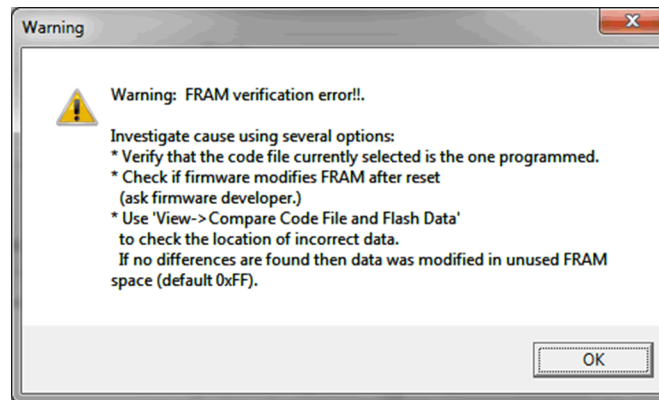 Warning
Warning:  FRAM verification error!!.
Investigate cause using several options:
* Verify that the code file currently selected is the one programmed.
* Check if firmware modifies FRAM after reset
(ask firmware developer.)
* Use 'View->Compare Code File and Flash Data'
to check the location of incorrect data.
If no differences are found then data was modified in unused FRAM
space (default 0xFF).
OK